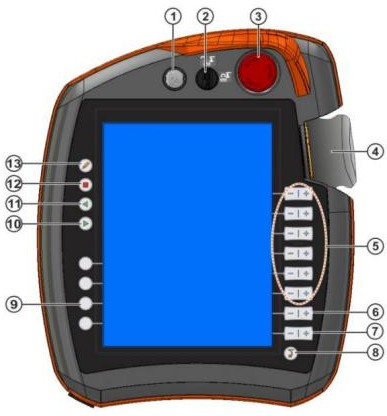 1 2 3
4
13
12
11
10
5
9
6
7
8
- | +
- | +
- | +
- | +
- | +
- | +
- | +
- | +